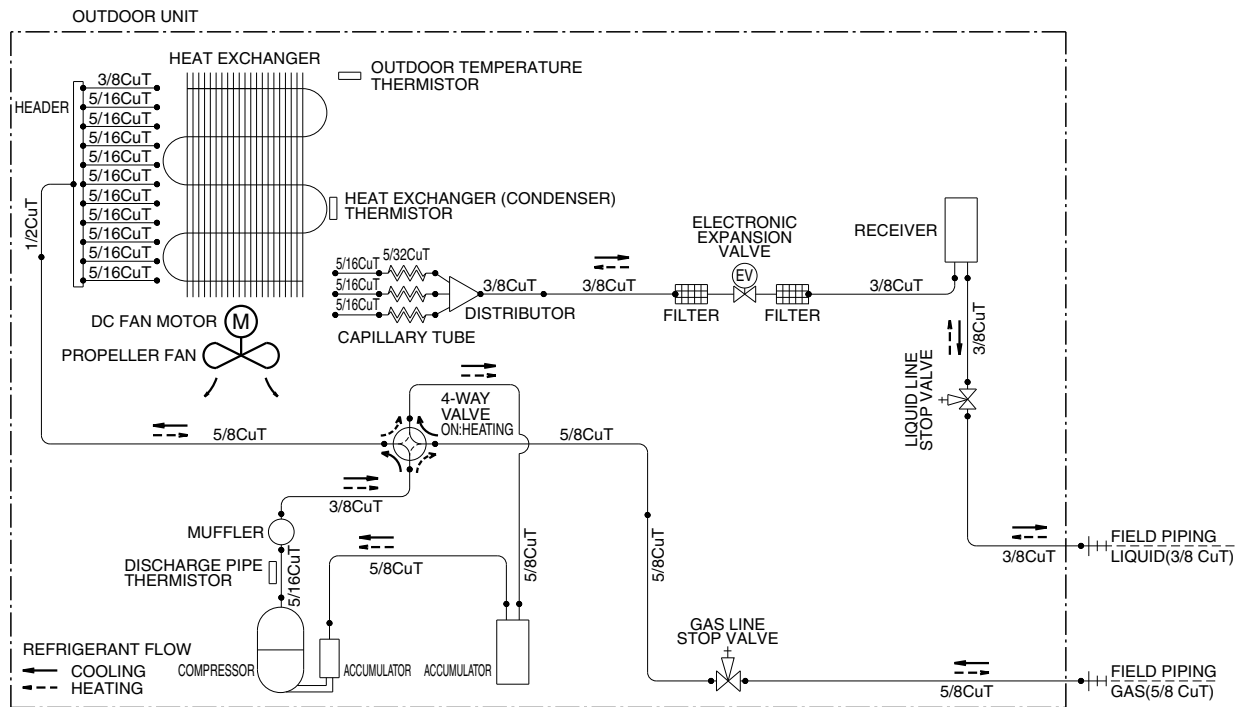 OUTDOOR UNIT
HEAT EXCHANGER
OUTDOOR TEMPERATURE
THERMISTOR
HEADER
3/8CuT
5/16CuT
5/16CuT
5/16CuT
5/16CuT
5/16CuT
5/16CuT
5/16CuT
5/16CuT
5/16CuT
5/16CuT
1/2CuT
HEAT EXCHANGER (CONDENSER)
THERMISTOR
5/16CuT
5/16CuT
5/16CuT
5/32CuT
CAPILLARY TUBE
3/8CuT
DISTRIBUTOR
3/8CuT
ELECTRONIC
EXPANSION
VALVE
EV
FILTER
FILTER
3/8CuT
RECEIVER
3/8CuT
LIQUID LINE
STOP VALVE
DC FAN MOTOR
M
PROPELLER FAN
4-WAY
VALVE
ON:HEATING
5/8CuT
5/8CuT
3/8CuT
MUFFLER
DISCHARGE PIPE
THERMISTOR
5/16CuT
5/8CuT
5/8CuT
5/8CuT
3/8CuT
FIELD PIPING
LIQUID(3/8 CuT)
GAS LINE
STOP VALVE
REFRIGERANT FLOW
COOLING
HEATING
COMPRESSOR
ACCUMULATOR
ACCUMULATOR
5/8CuT
FIELD PIPING
GAS(5/8 CuT)